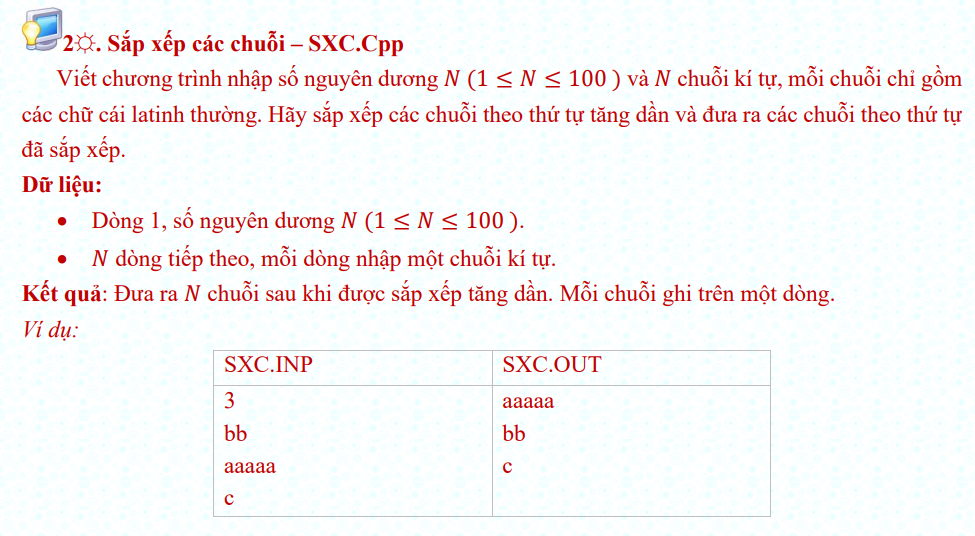 2☼. Sắp xếp các chuỗi – SXC.Cpp
Viết chương trình nhập số nguyên dương N (1 ≤ N ≤ 100 ) và N chuỗi kí tự, mỗi chuỗi chỉ gồm
các chữ cái latinh thường. Hãy sắp xếp các chuỗi theo thứ tự tăng dần và đưa ra các chuỗi theo thứ tự
đã sắp xếp.
Dữ liệu:
• Dòng 1, số nguyên dương N (1 ≤ N ≤ 100 ).
• N dòng tiếp theo, mỗi dòng nhập một chuỗi kí tự.
Kết quả: Đưa ra N chuỗi sau khi được sắp xếp tăng dần. Mỗi chuỗi ghi trên một dòng.
Ví dụ:
SXC.INP SXC.OUT
3 aaaaa
bb bb
aaaaa c
c